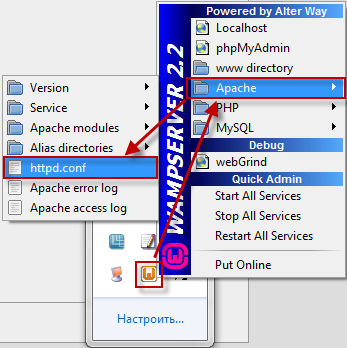 Powered by Alter Way
Localhost
phpMyAdmin
www directory
Apache
PHP
MySQL
Debug
webGrind
Quick Admin
Start All Services
Stop All Services
Restart All Services
Put Online
WAMPSERVER 2.2
Version
Service
Apache modules
Alias directories
httpd.conf
Apache error log
Apache access log
Настроить...